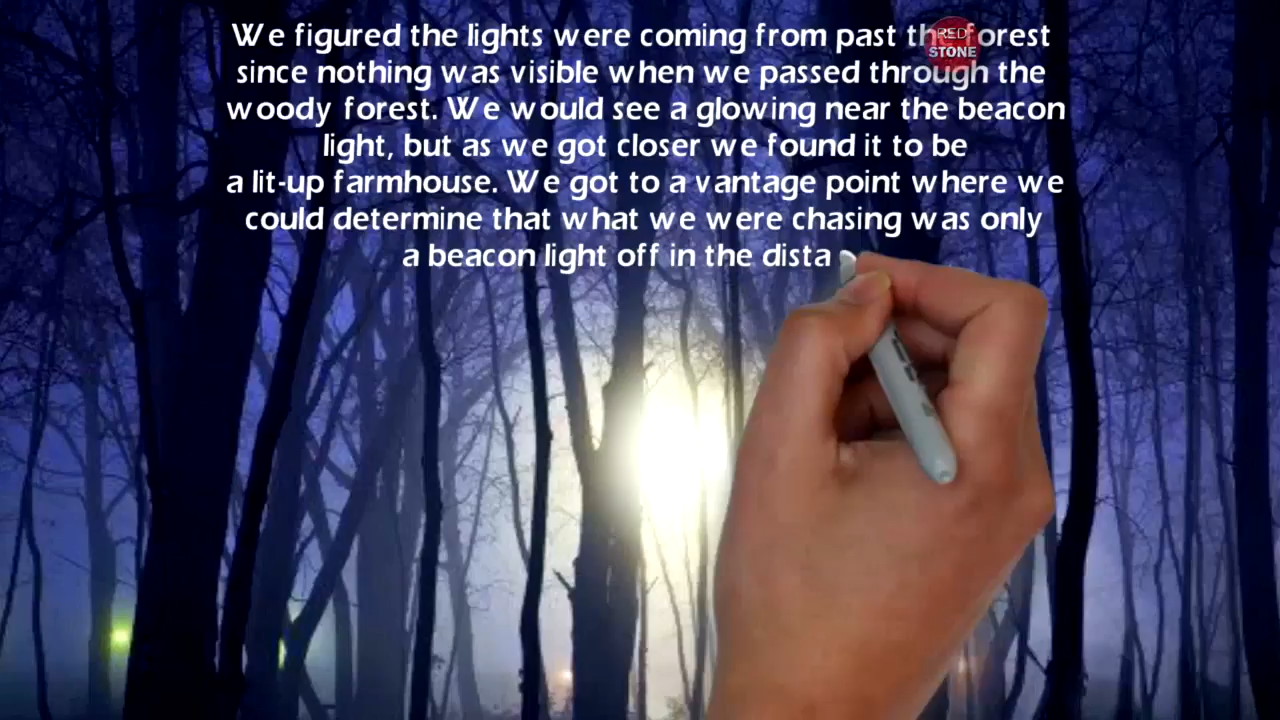 We figured the lights were coming from past the forest
since nothing was visible when we passed through the
woody forest. We would see a glowing near the beacon
light, but as we got closer we found it to be
a lit-up farmhouse. We got to a vantage point where we
could determine that what we were chasing was only
a beacon light off in the dista
RED
STONE